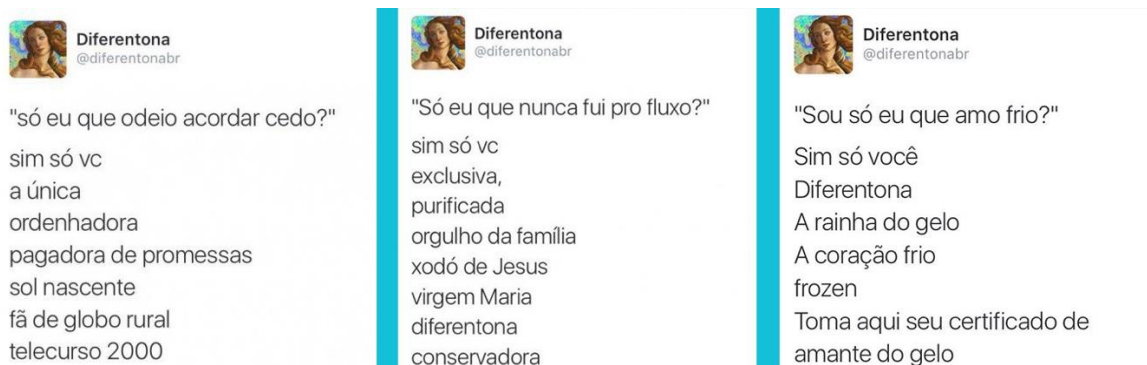 Diferentona
@diferentonabr
"só eu que odeio acordar cedo?"
sim só vc
a única
ordenhadora
pagadora de promessas
sol nascente
fã de globo rural
telecurso 2000
Diferentona
@diferentonabr
"Só eu que nunca fui pro fluxo?"
sim só vc
exclusiva,
purificada
orgulho da família
xodó de Jesus
virgem Maria
diferentona
conservadora
Diferentona
@diferentonabr
"Sou só eu que amo frio?"
Sim só você
Diferentona
A rainha do gelo
A coração frio
frozen
Toma aqui seu certificado de
amante do gelo